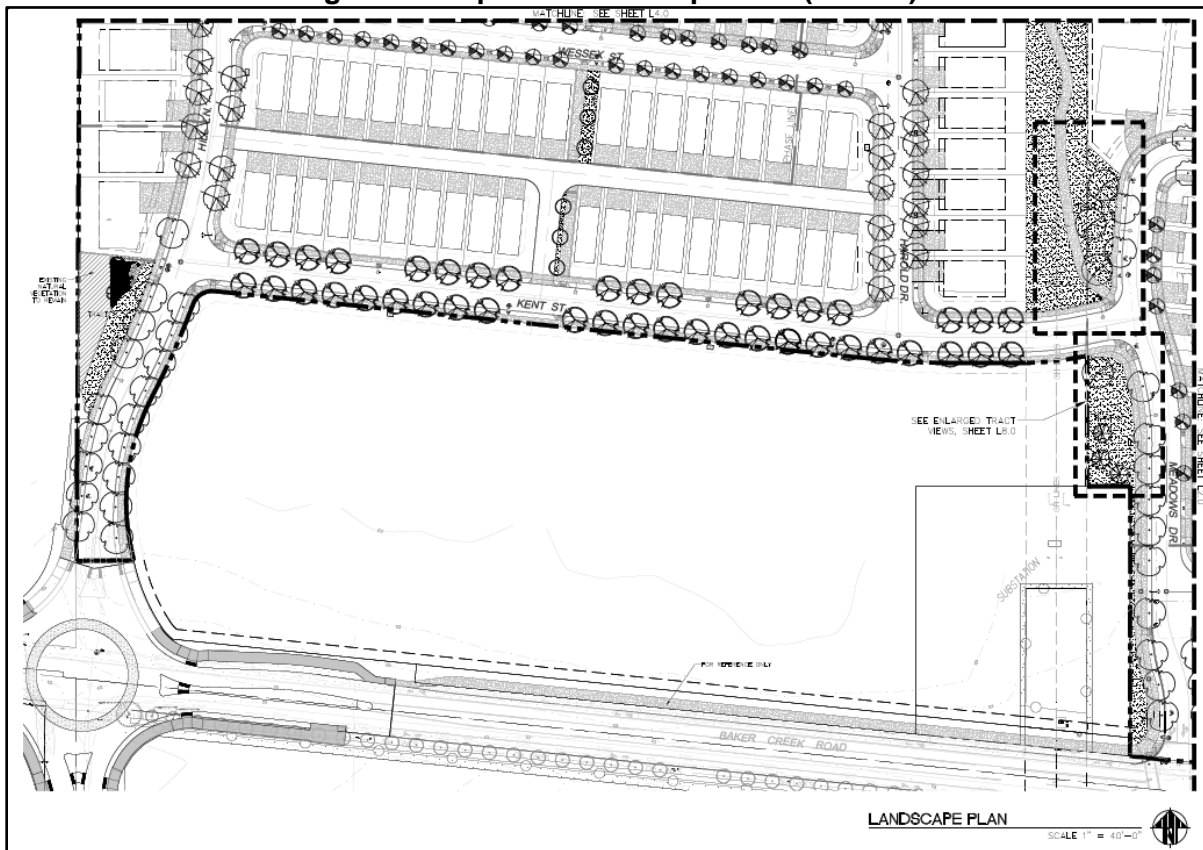 MATCHLINE: SEE SHEET L4.0
WESSEX ST.
PHASE LINE
HAROLD DR
EXISTING
NATURAL
VEGETATION
TO REMAIN
KENT ST.
SEE ENLARGED TRACT
VIEWS, SHEET L8.0
MEADOWS DR
SUBSTATION
FOR REFERENCE ONLY
BAKER CREEK ROAD
LANDSCAPE PLAN
SCALE 1" = 40'-0"